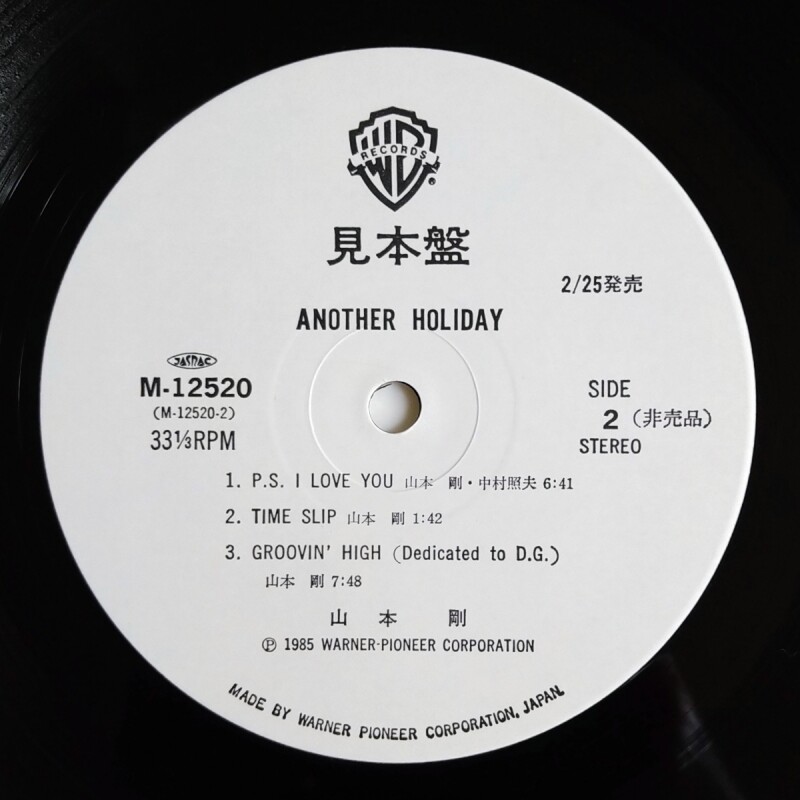 WB
RECORDS
®
見本盤
2/25発売
ANOTHER HOLIDAY
JASRAC
M-12520
(M-12520-2)
33⅓RPM
SIDE
2 (非売品)
STEREO
1. P.S. I LOVE YOU 山本 剛・中村照夫 6:41
2. TIME SLIP 山本 剛 1:42
3. GROOVIN' HIGH (Dedicated to D.G.)
山本 剛 7:48
山本 剛
Ⓟ 1985 WARNER-PIONEER CORPORATION
MADE BY WARNER PIONEER CORPORATION, JAPAN.